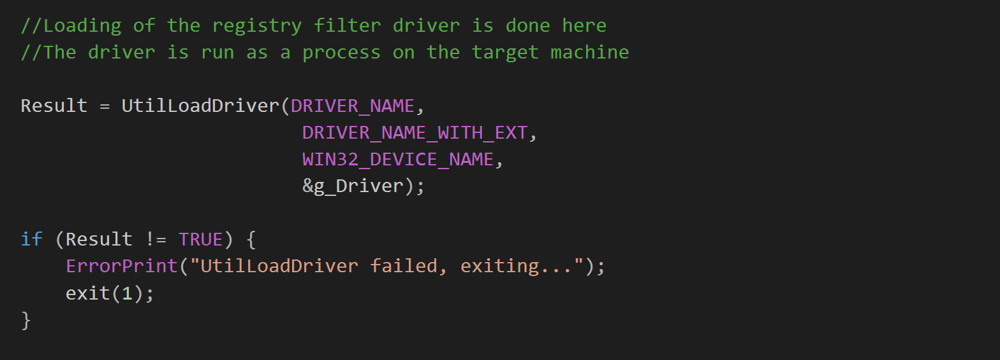 //Loading of the registry filter driver is done here
//The driver is run as a process on the target machine
Result = UtilLoadDriver(DRIVER_NAME,
DRIVER_NAME_WITH_EXT,
WIN32_DEVICE_NAME,
&g_Driver);
if (Result != TRUE) {
ErrorPrint("UtilLoadDriver failed, exiting...");
exit(1);
}